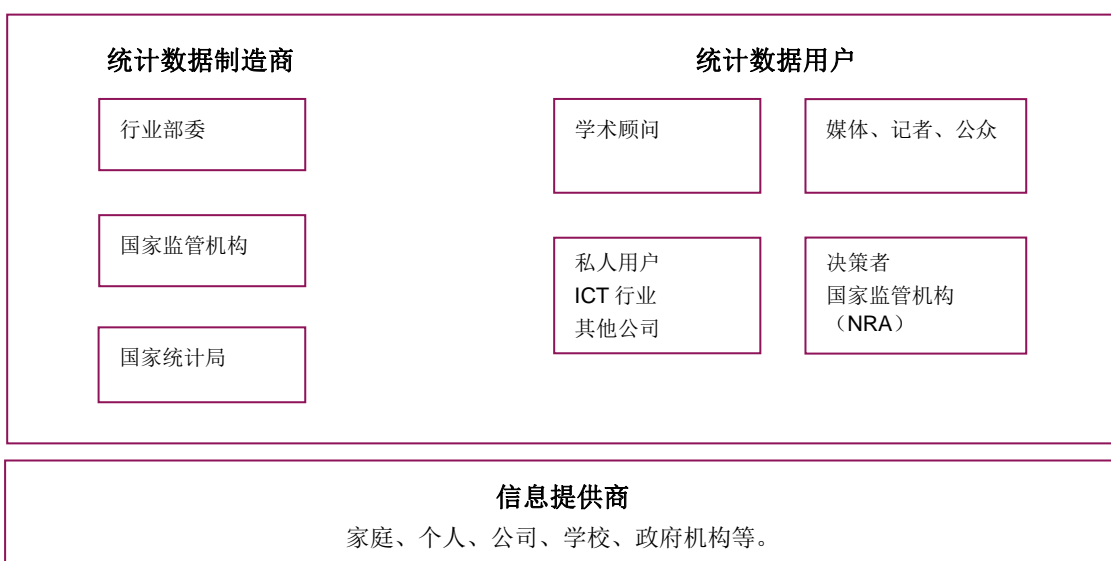 统计数据制造商
行业部委
国家监管机构
国家统计局
统计数据用户
学术顾问
媒体、记者、公众
私人用户
ICT 行业
其他公司
决策者
国家监管机构
（NRA）
信息提供商
家庭、个人、公司、学校、政府机构等。